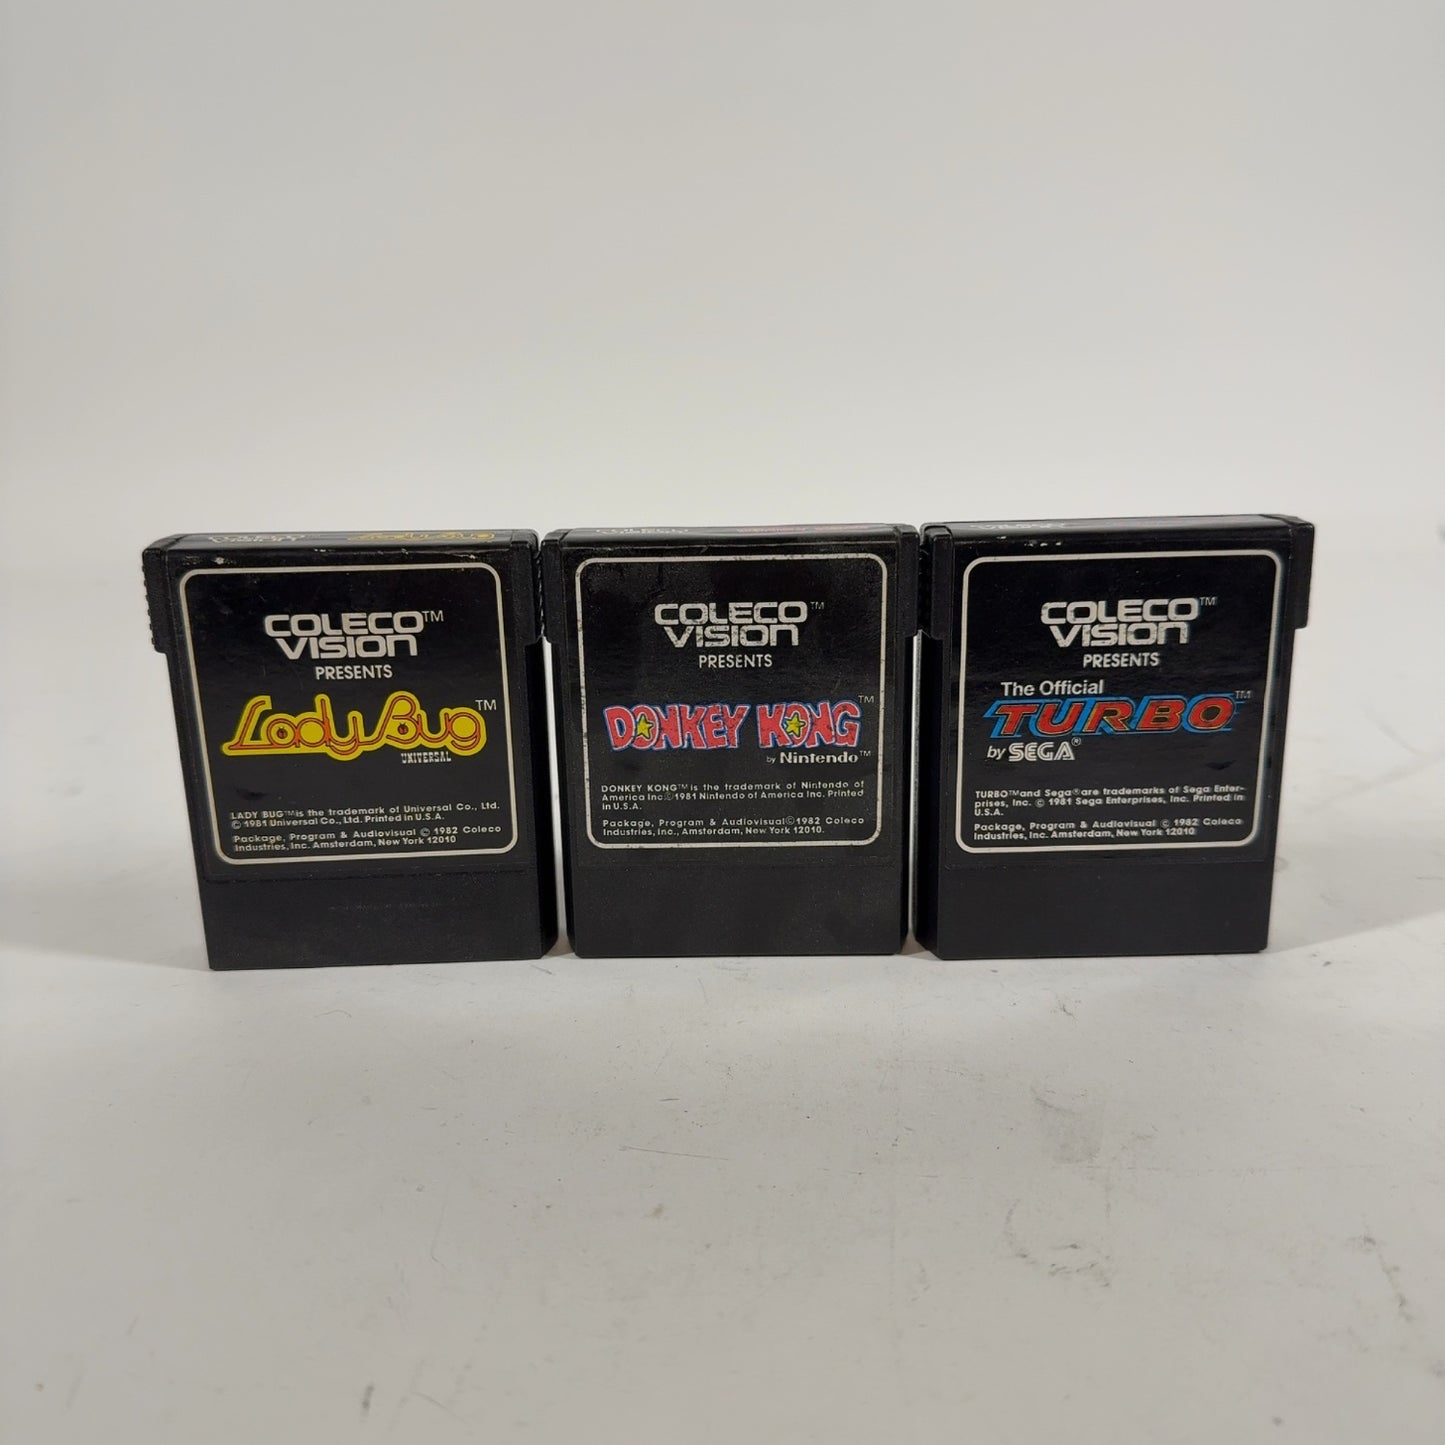 COLECO™
VISION
PRESENTS
Lady Bug™
UNIVERSAL
LADY BUG™is the trademark of Universal Co., Ltd.
© 1981 Universal Co., Ltd. Printed in U.S.A.
Package, Program & Audiovisual © 1982 Coleco
Industries, Inc. Amsterdam, New York 12010
COLECO
COLECO™
VISION
PRESENTS
DONKEY KONG™
by Nintendo™
DONKEY KONG™ is the trademark of Nintendo of
America Inc.© 1981 Nintendo of America Inc. Printed
in U.S.A.
Package, Program & Audiovisual © 1982 Coleco
Industries, Inc., Amsterdam, New York 12010.
COLECO™
VISION
PRESENTS
The Official
TURBO™
by SEGA®
TURBO™and Sega® are trademarks of Sega Enter-
prises, Inc. © 1981 Sega Enterprises, Inc. Printed in
U.S.A.
Package, Program & Audiovisual © 1982 Coleco
Industries, Inc., Amsterdam, New York 12010